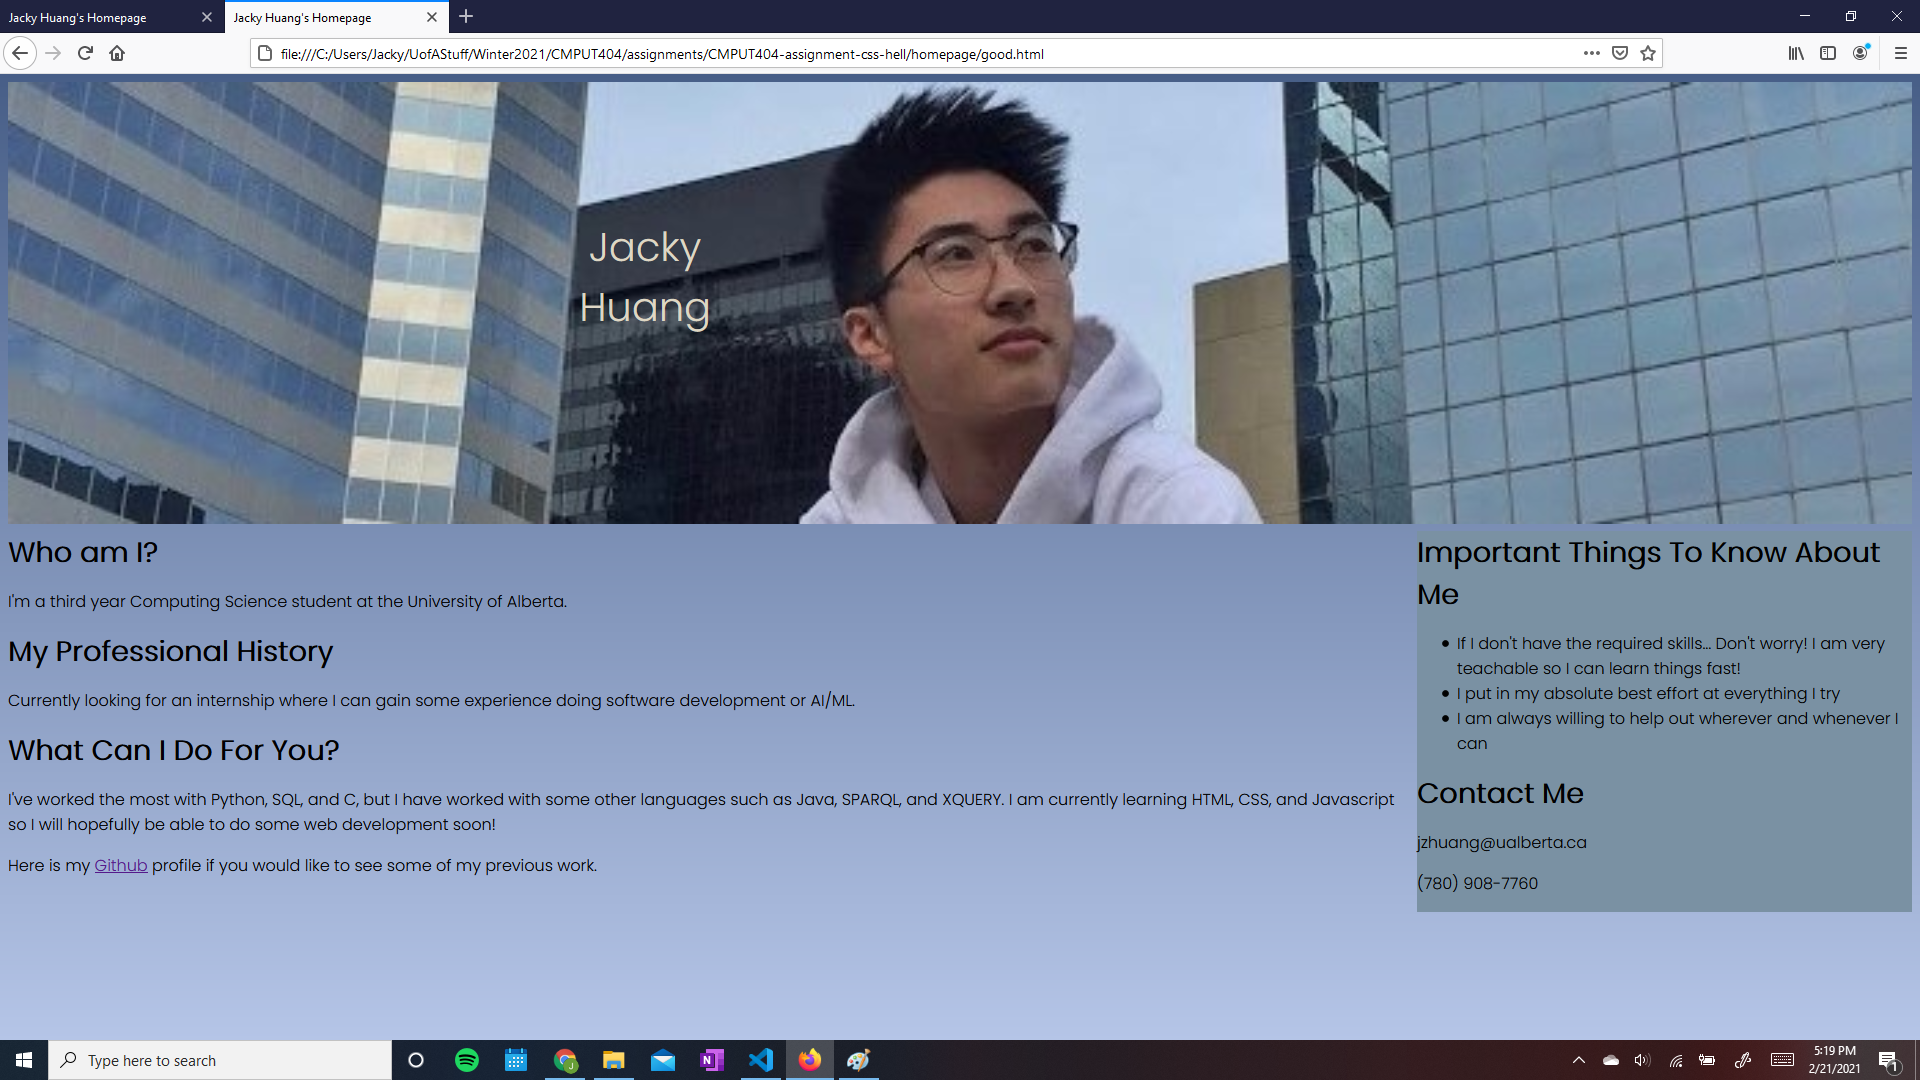 Jacky Huang's Homepage
Jacky Huang's Homepage
file:///C:/Users/Jacky/UofAStuff/Winter2021/CMPUT404/assignments/CMPUT404-assignment-css-hell/homepage/good.html
Jacky
Huang
Who am I?
I'm a third year Computing Science student at the University of Alberta.
My Professional History
Currently looking for an internship where I can gain some experience doing software development or AI/ML.
What Can I Do For You?
I've worked the most with Python, SQL, and C, but I have worked with some other languages such as Java, SPARQL, and XQUERY. I am currently learning HTML, CSS, and Javascript
so I will hopefully be able to do some web development soon!
Here is my Github profile if you would like to see some of my previous work.
Important Things To Know About
Me
If I don't have the required skills... Don't worry! I am very
teachable so I can learn things fast!
I put in my absolute best effort at everything I try
I am always willing to help out wherever and whenever I
can
Contact Me
jzhuang@ualberta.ca
(780) 908-7760
Type here to search
J
N
5:19 PM
2/21/2021
1